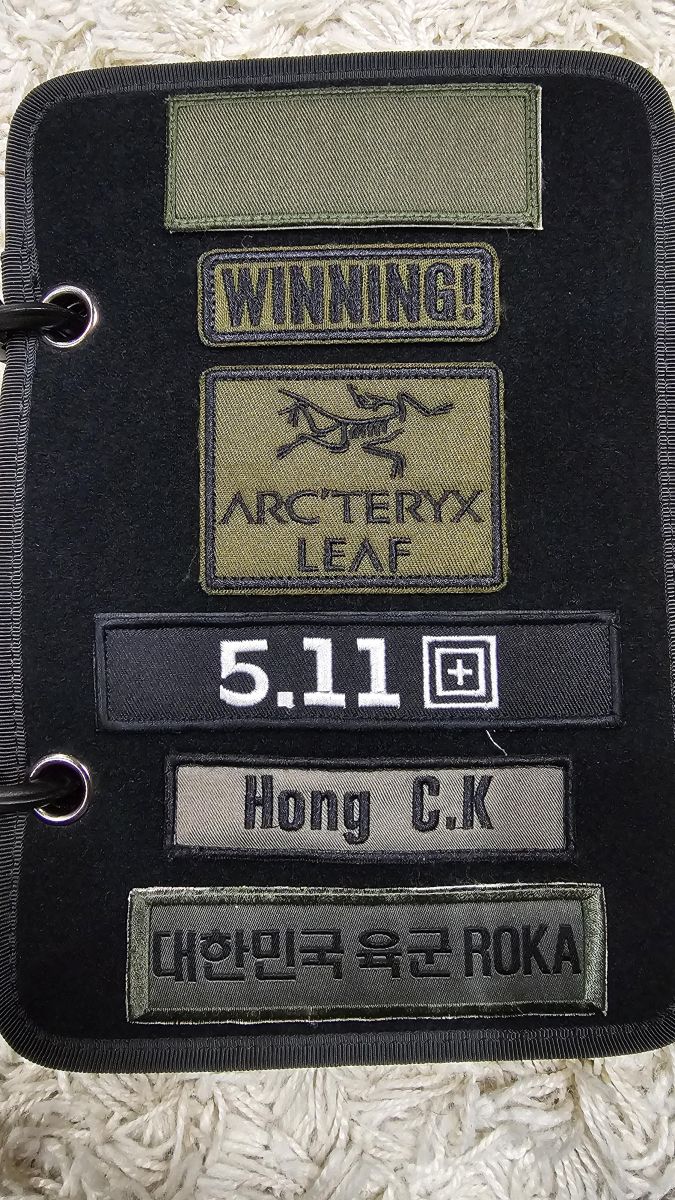 WINNING!
ARC'TERYX
LEAF
5.11
Hong C.K
대한민국 육군 ROKA